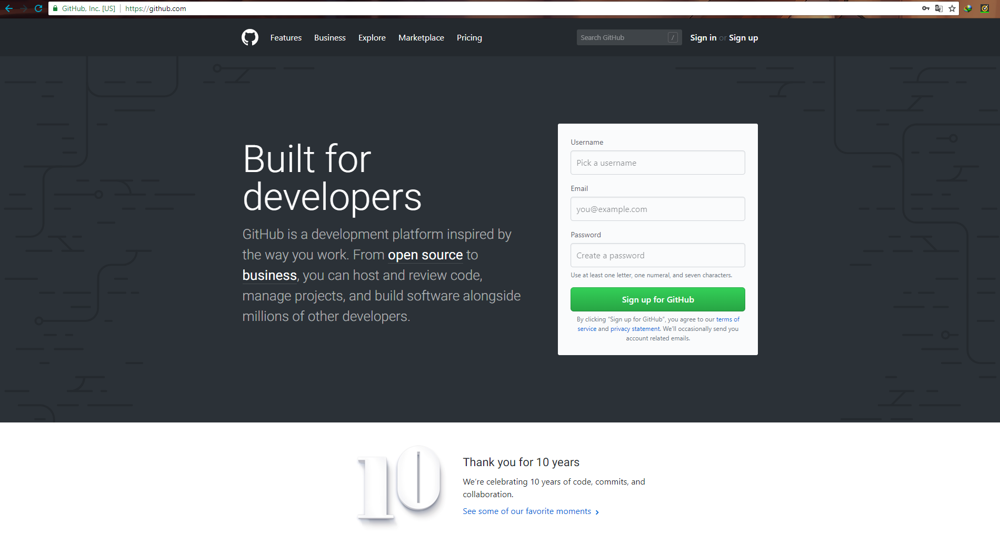 GitHub, Inc. [US] https://github.com
Features Business Explore Marketplace Pricing Search GitHub / Sign in or Sign up
Built for
developers
GitHub is a development platform inspired by
the way you work. From open source to
business, you can host and review code,
manage projects, and build software alongside
millions of other developers.
Username
Pick a username
Email
you@example.com
Password
Create a password
Use at least one letter, one numeral, and seven characters.
Sign up for GitHub
By clicking “Sign up for GitHub”, you agree to our terms of
service and privacy statement. We’ll occasionally send you
account related emails.
10
Thank you for 10 years
We’re celebrating 10 years of code, commits, and
collaboration.
See some of our favorite moments